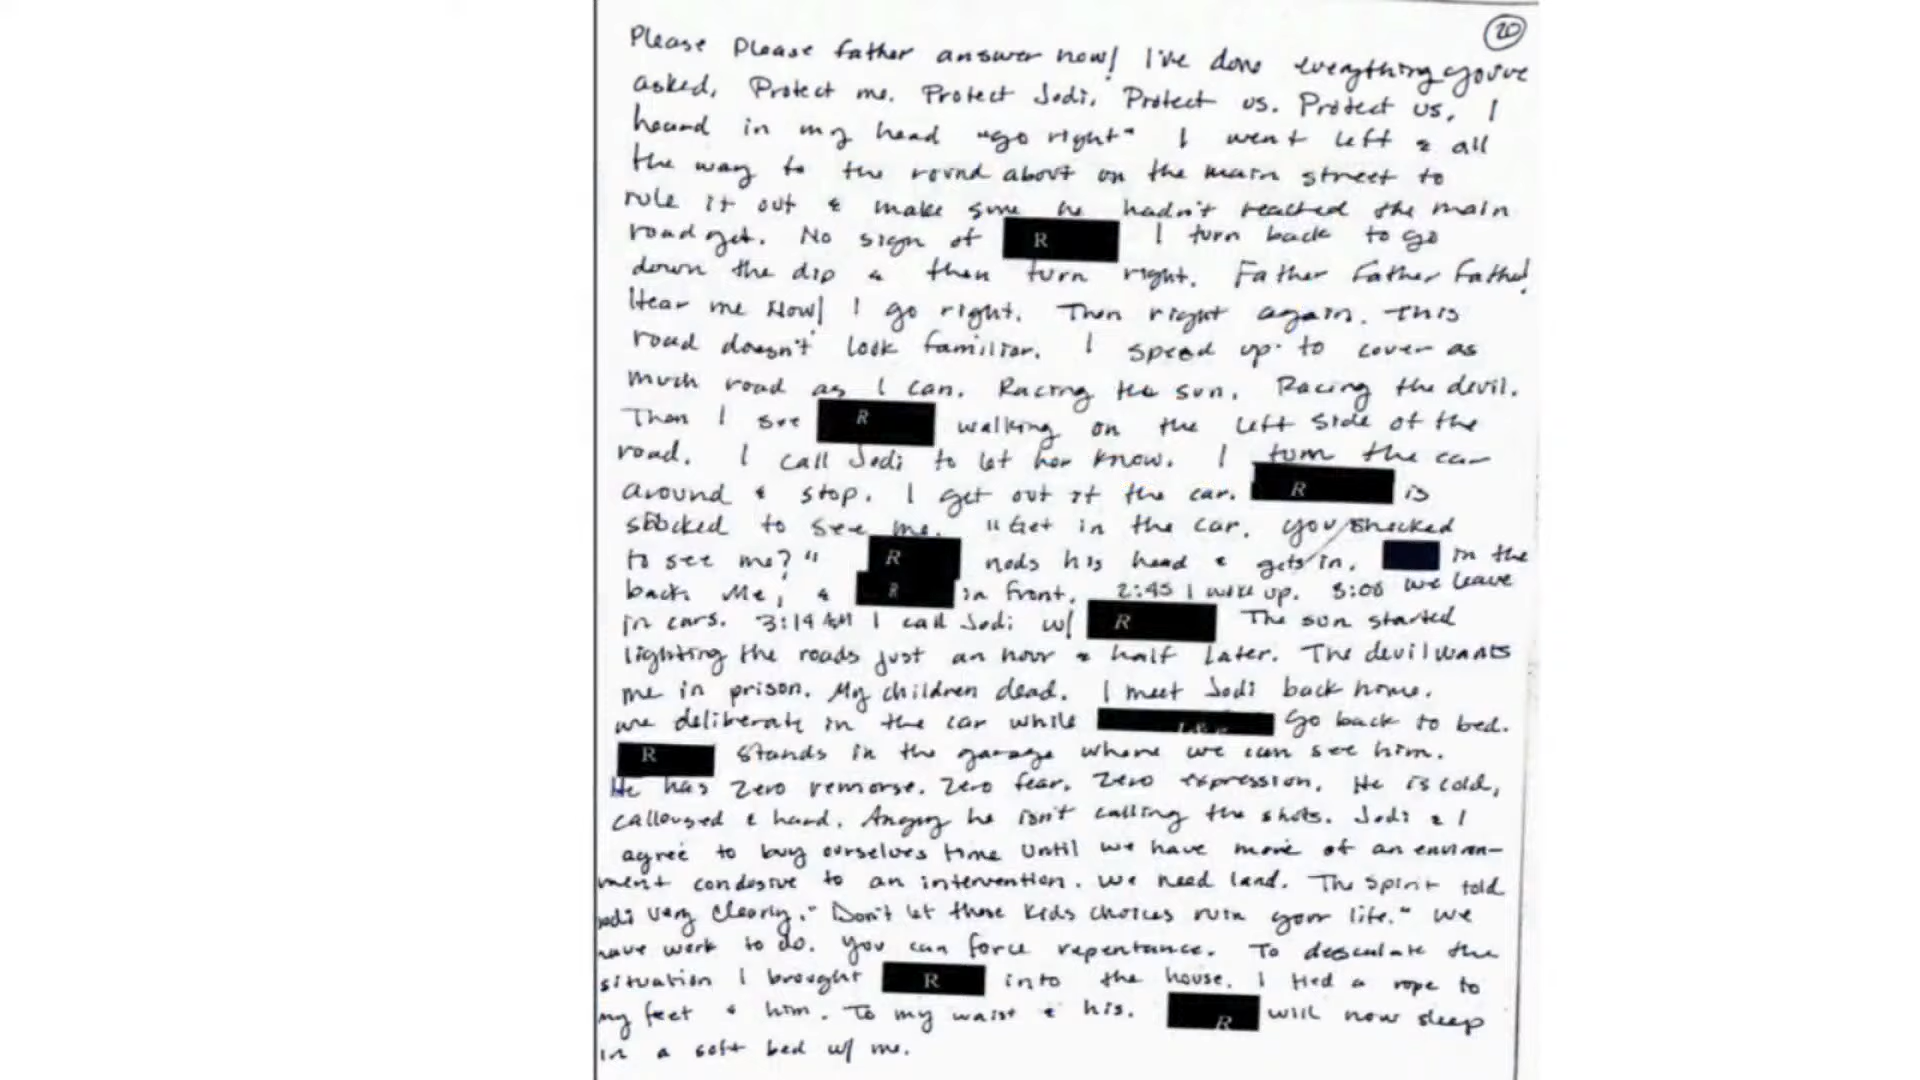 20
Please Please father answer now! I've done everything you've
asked. Protect me. Protect Jodi. Protect us. Protect us. I
heard in my head "go right" I went left & all
the way to the round about on the main street to
rule it out & make sure he hadn't reached the main
road yet. No sign of R I turn back to go
down the dip & then turn right. Father Father Father!
Hear me Now! I go right. Then right again. This
road doesn't look familiar. I speed up to cover as
much road as I can. Racing the sun. Racing the devil.
Then I see R walking on the left side of the
road. I call Jodi to let her know. I turn the car
around & stop. I get out of the car. R is
shocked to see me. "Get in the car. you shocked
to see me?" R nods his head & gets in. in the
back. Me, & R in front. 2:45 I woke up. 3:00 we leave
in cars. 3:14 AM I call Jodi w/ R The sun started
lighting the roads just an hour & half later. The devil wants
me in prison. My children dead. I meet Jodi back home.
we deliberate in the car while go back to bed.
R stands in the garage where we can see him.
He has zero remorse. Zero fear. Zero expression. He is cold,
calloused & hard. Angry he isn't calling the shots. Jodi & I
agree to buy ourselves time until we have more of an environ-
ment condusive to an intervention. We need land. The spirit told
odi very clearly. "Don't let these kids choices ruin your life." We
have work to do. You can force repentance. To desculate the
situation I brought R into the house. I tied a rope to
my feet & him. To my waist & his. R will now sleep
in a soft bed w/ me.